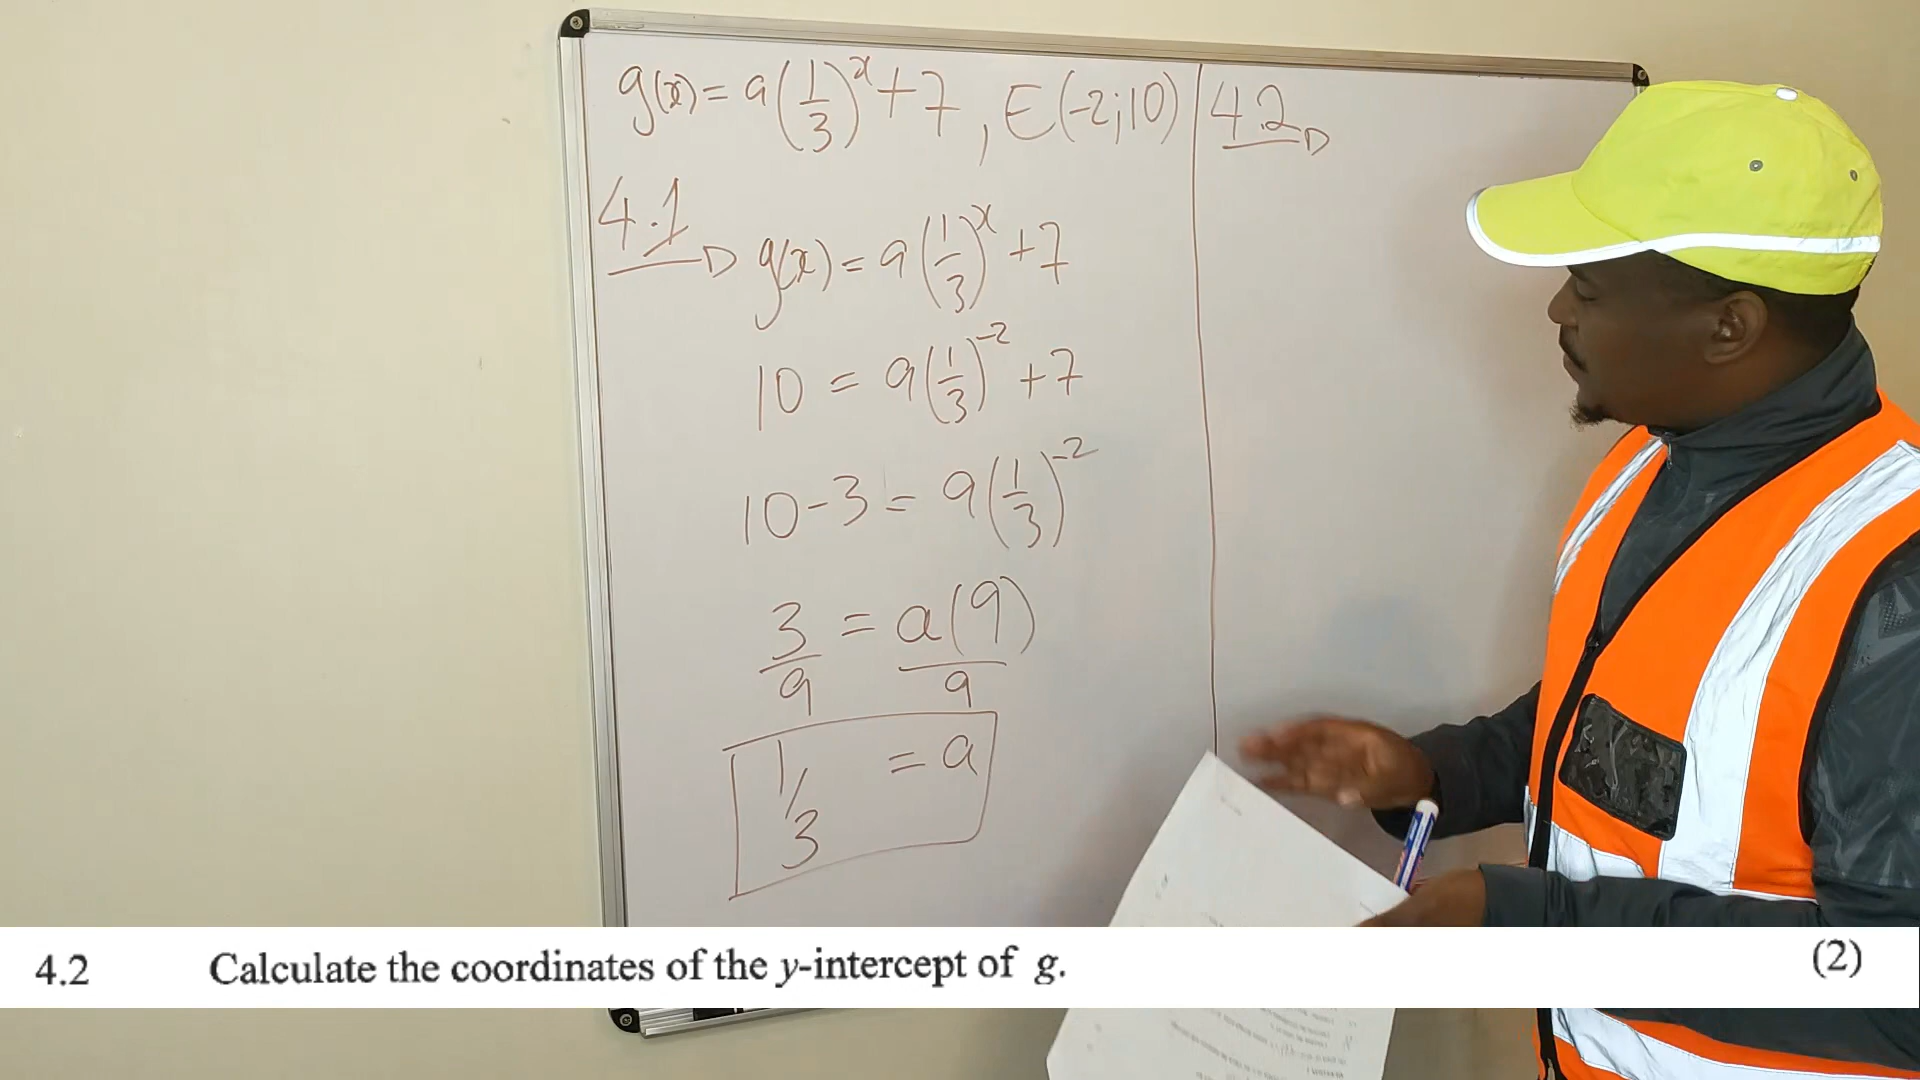 g(x) = a(1/3)^x + 7, E(-2;10)
4.1 g(x) = a(1/3)^x + 7
10 = a(1/3)^-2 + 7
10 - 3 = a(1/3)^-2
3/9 = a(9)/9
1/3 = a
4.2
4.2 Calculate the coordinates of the y-intercept of g. (2)